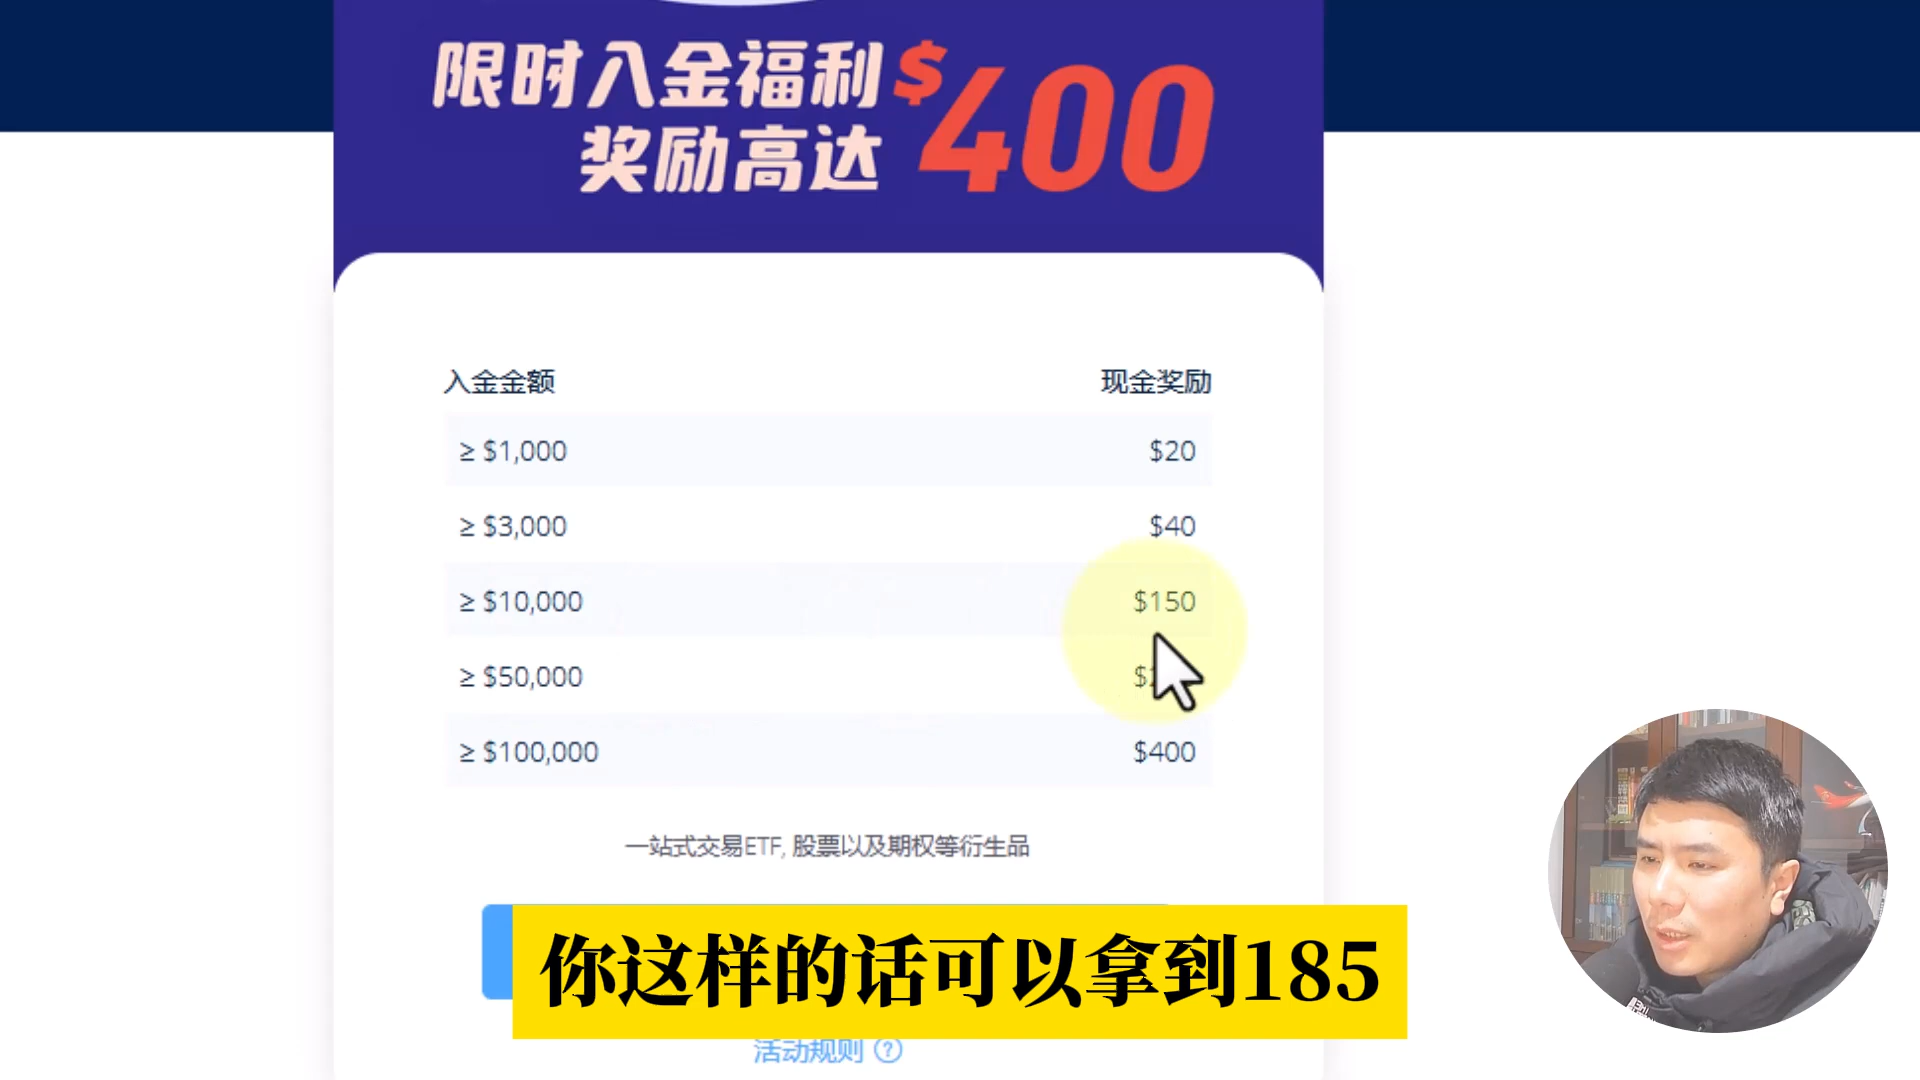 限时入金福利$400
奖励高达
入金金额 现金奖励
≥ $1,000 $20
≥ $3,000 $40
≥ $10,000 $150
≥ $50,000
≥ $100,000 $400
一站式交易ETF, 股票以及期权等衍生品
你这样的话可以拿到185
活动规则 ?